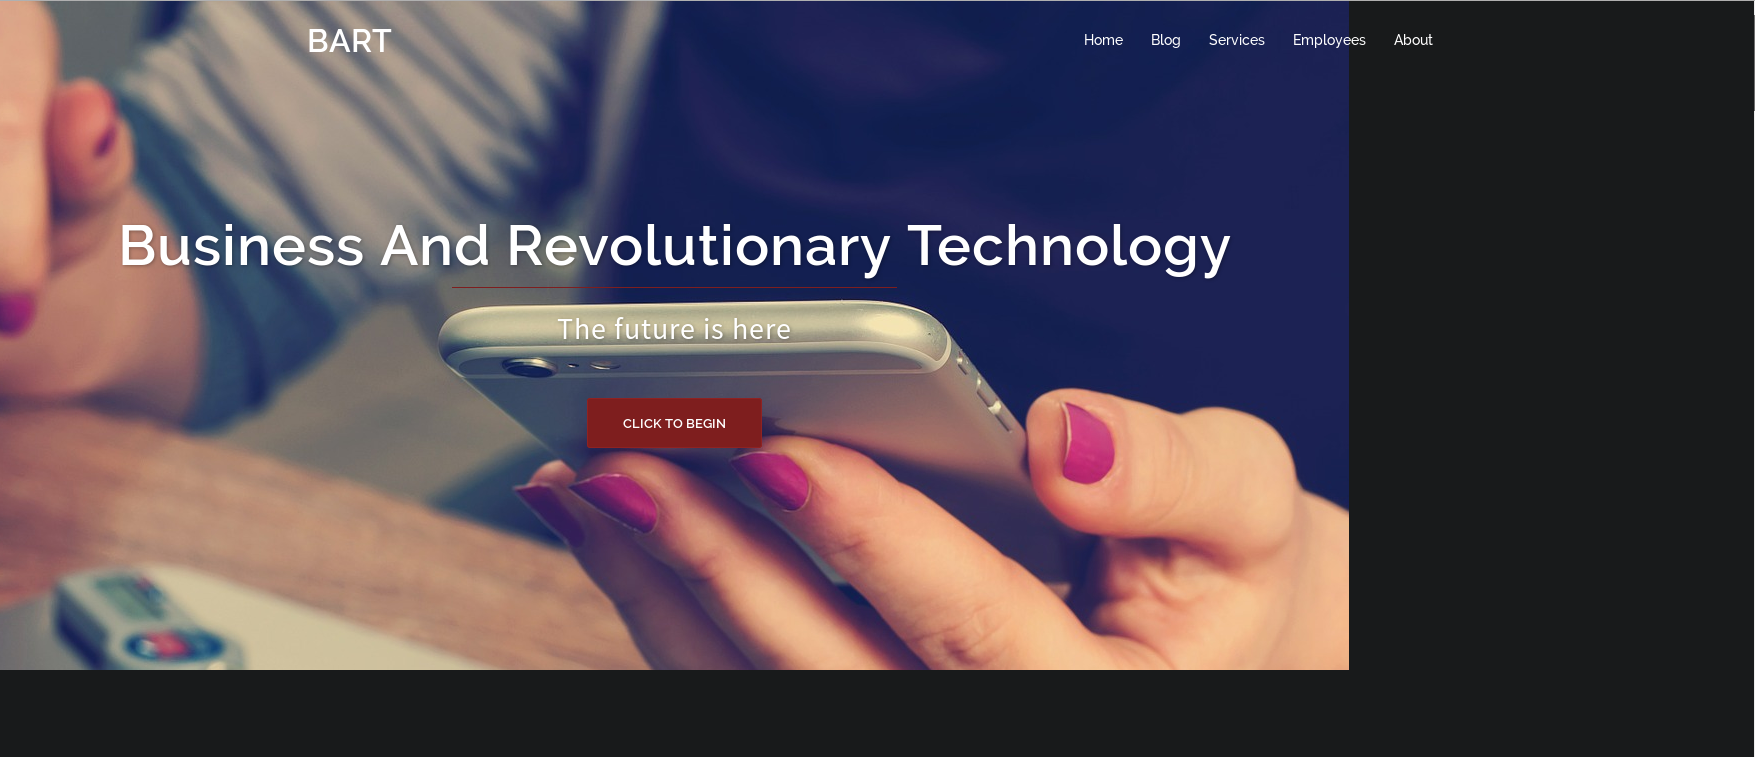 BART
Home Blog Services Employees About
Business And Revolutionary Technology
The future is here
CLICK TO BEGIN